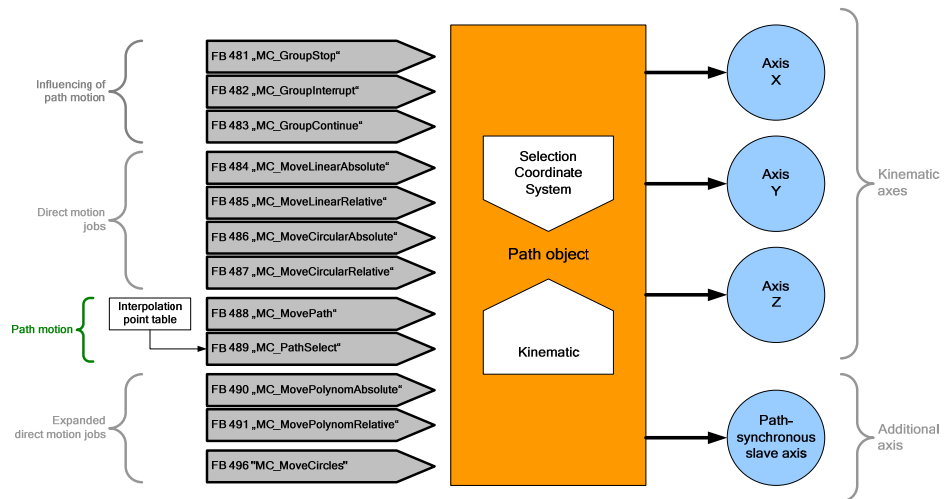 Influencing of
path motion
FB 481 „MC_GroupStop“
FB 482 „MC_GroupInterrupt“
FB 483 „MC_GroupContinue“
Direct motion
jobs
FB 484 „MC_MoveLinearAbsolute“
FB 485 „MC_MoveLinearRelative“
FB 486 „MC_MoveCircularAbsolute“
FB 487 „MC_MoveCircularRelative“
Path motion
Interpolation
point table
FB 488 „MC_MovePath“
FB 489 „MC_PathSelect“
Expanded
direct motion jobs
FB 490 „MC_MovePolynomAbsolute“
FB 491 „MC_MovePolynomRelative“
FB 496"MC_MoveCircles"
Selection
Coordinate
System
Path object
Kinematic
Axis
X
Axis
Y
Axis
Z
Kinematic
axes
Path-
synchronous
slave axis
Additional
axis